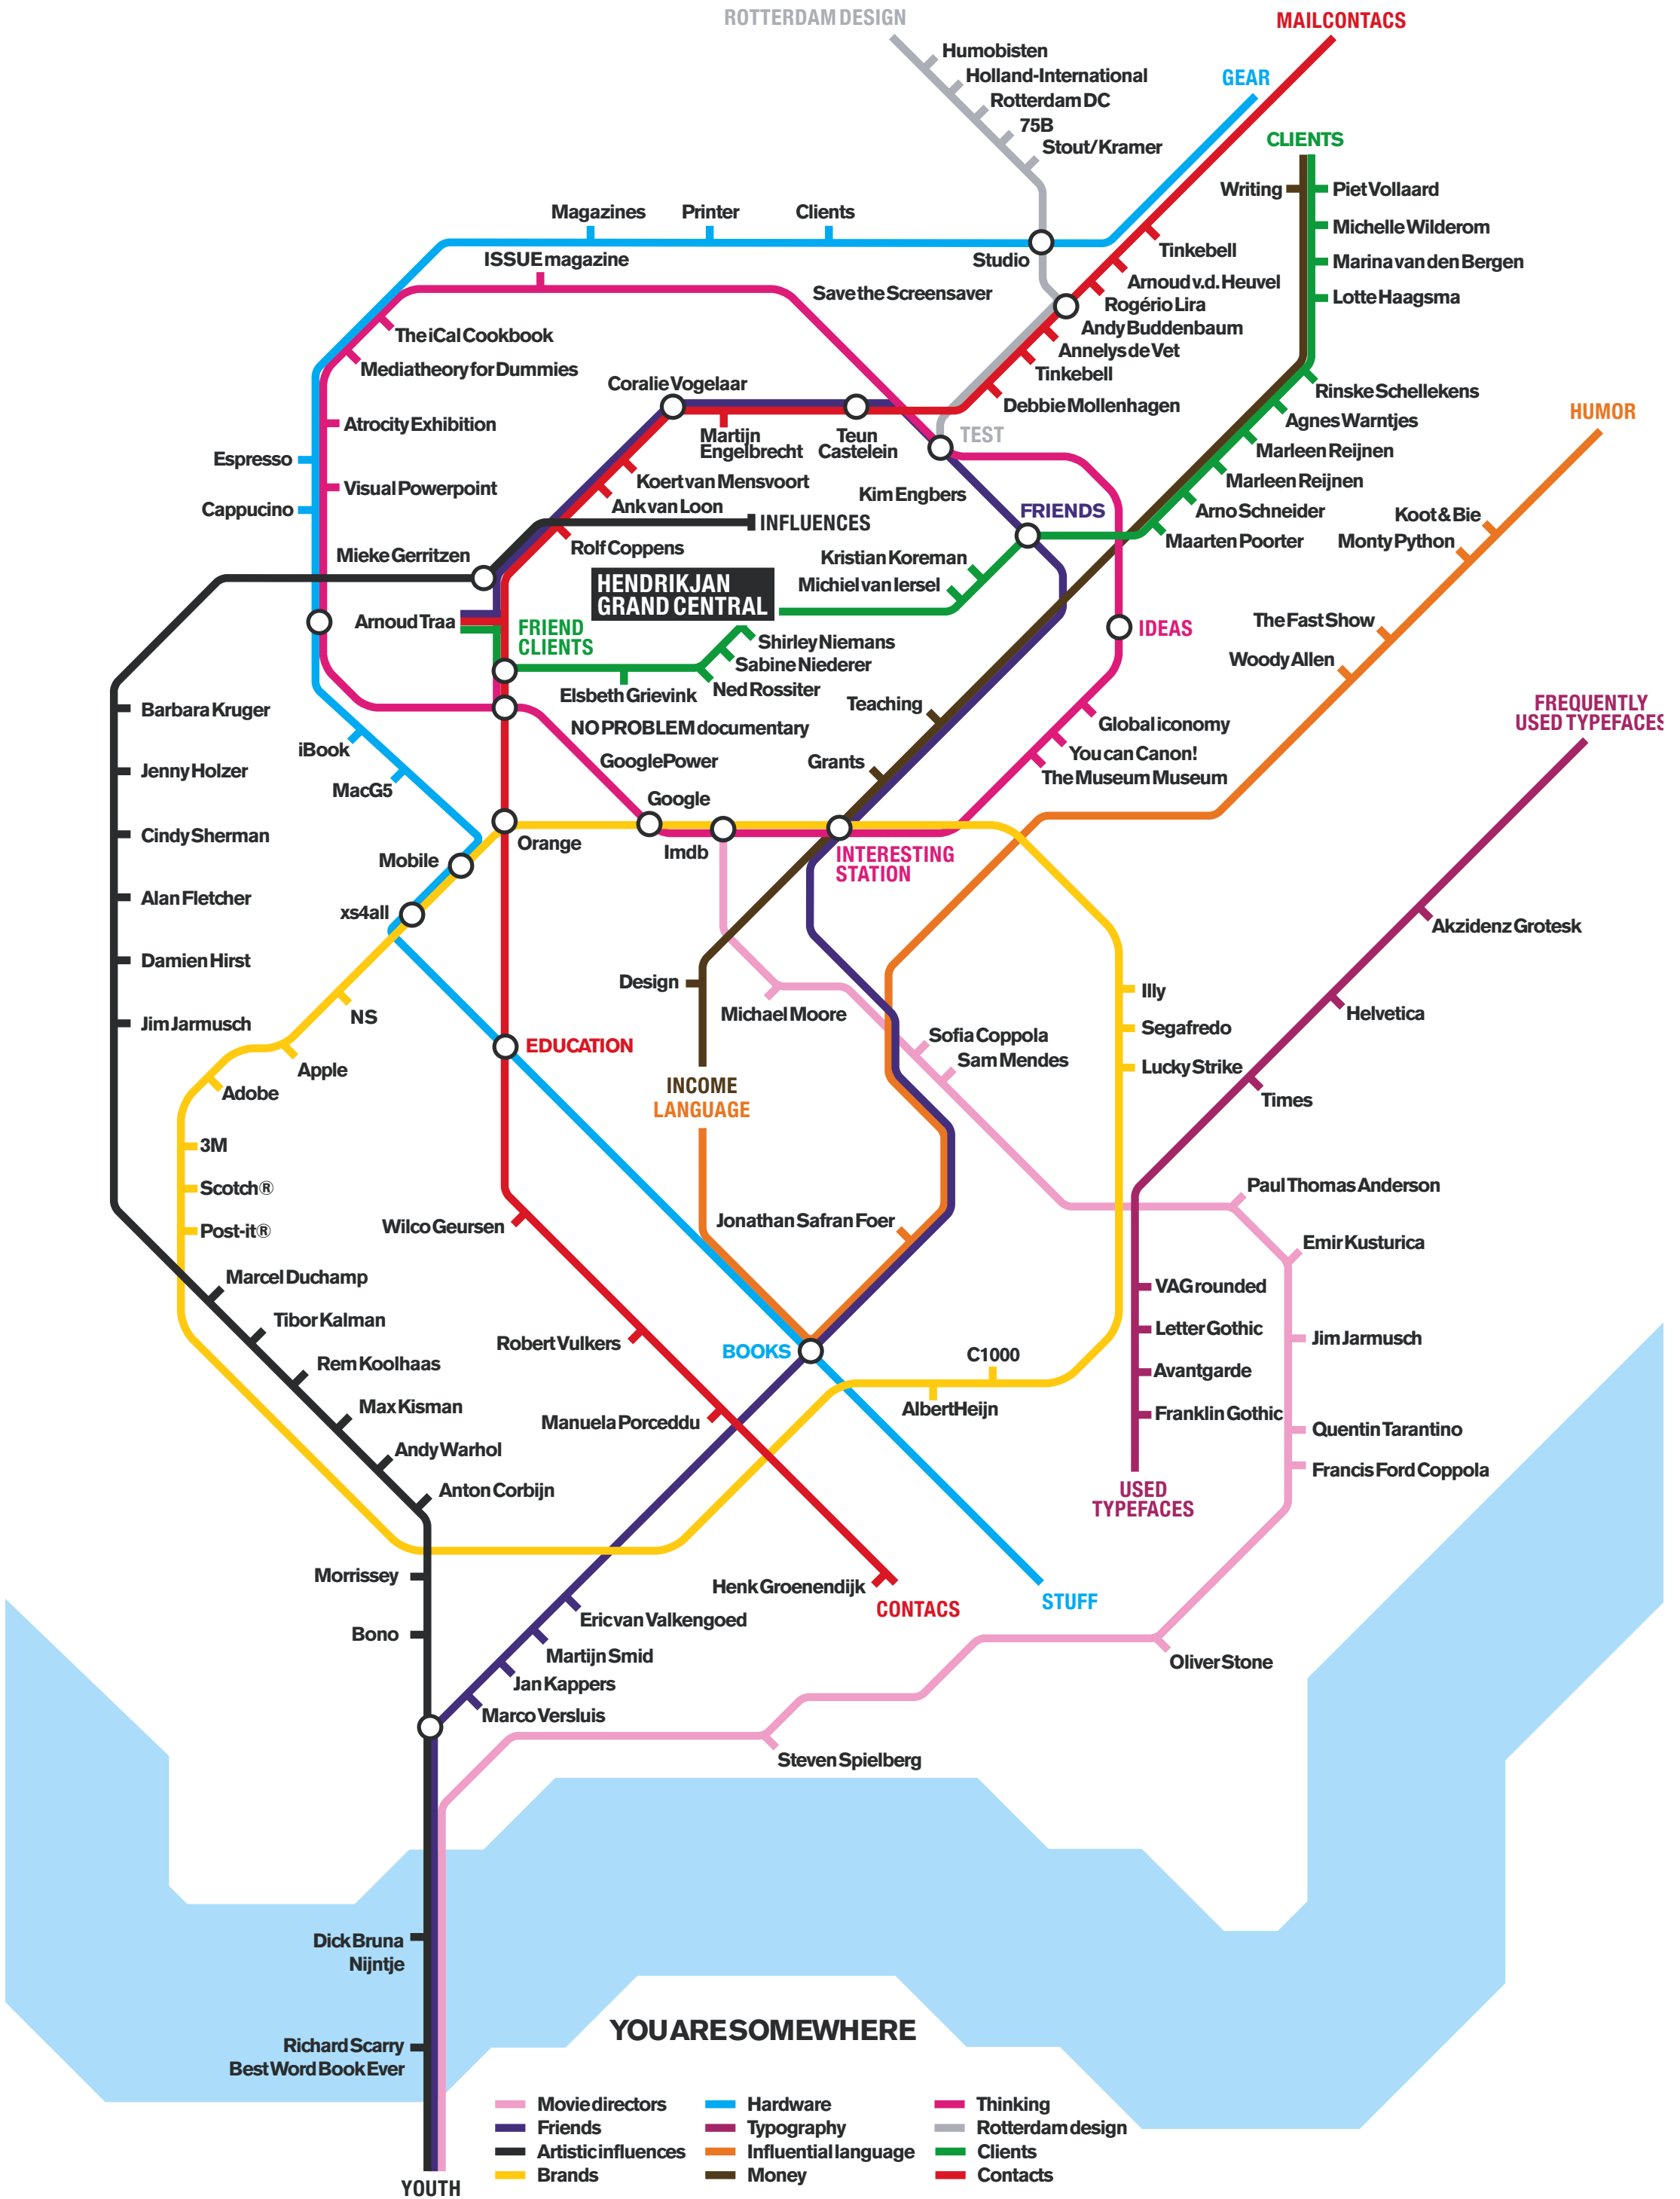 ROTTERDAM DESIGN
MAILCONTACS
Humobisten
Holland-International
Rotterdam DC
75B
Stout/Kramer
GEAR
CLIENTS
Writing
Piet Vollaard
Michelle Wilderom
Marina van den Bergen
Lotte Haagsma
Magazines
Printer
Clients
Studio
ISSUE magazine
Save the Screensaver
Tinkebell
Arnoud v.d. Heuvel
Rogério Lira
Andy Buddenbaum
Annelys de Vet
Tinkebell
Debbie Mollenhagen
The iCal Cookbook
Mediatheory for Dummies
Atrocity Exhibition
Visual Powerpoint
Espresso
Cappucino
Coralie Vogelaar
Martijn
Engelbrecht
Teun
Castelein
TEST
Koert van Mensvoort
Ank van Loon
Rolf Coppens
INFLUENCES
Kim Engbers
FRIENDS
Rinske Schellekens
Agnes Warntjes
Marleen Reijnen
Marleen Reijnen
Arno Schneider
Maarten Poorter
HUMOR
Koot & Bie
Monty Python
The Fast Show
Woody Allen
Mieke Gerritzen
Kristian Koreman
Michiel van Iersel
HENDRIKJAN
GRAND CENTRAL
Arnoud Traa
FRIEND
CLIENTS
Shirley Niemans
Sabine Niederer
Ned Rossiter
Elsbeth Grievink
IDEAS
NO PROBLEM documentary
GooglePower
Google
Imdb
Orange
Teaching
Grants
INTERESTING
STATION
Global iconomy
You can Canon!
The Museum Museum
FREQUENTLY
USED TYPEFACES
Akzidenz Grotesk
Helvetica
Times
Barbara Kruger
Jenny Holzer
Cindy Sherman
Alan Fletcher
Damien Hirst
Jim Jarmusch
iBook
MacG5
Mobile
xs4all
NS
Apple
Adobe
3M
Scotch®
Post-it®
EDUCATION
Design
INCOME
LANGUAGE
Michael Moore
Sofia Coppola
Sam Mendes
Illy
Segafredo
Lucky Strike
Paul Thomas Anderson
Emir Kusturica
Jim Jarmusch
Quentin Tarantino
Francis Ford Coppola
VAG rounded
Letter Gothic
Avantgarde
Franklin Gothic
USED
TYPEFACES
Jonathan Safran Foer
Wilco Geursen
Robert Vulkers
Manuela Porceddu
Henk Groenendijk
CONTACS
BOOKS
C1000
AlbertHeijn
STUFF
Marcel Duchamp
Tibor Kalman
Rem Koolhaas
Max Kisman
Andy Warhol
Anton Corbijn
Morrissey
Bono
Eric van Valkengoed
Martijn Smid
Jan Kappers
Marco Versluis
Oliver Stone
Steven Spielberg
Dick Bruna
Nijntje
Richard Scarry
Best Word Book Ever
YOU ARE SOMEWHERE
Movie directors
Friends
Artistic influences
Brands
Hardware
Typography
Influential language
Money
Thinking
Rotterdam design
Clients
Contacts
YOUTH